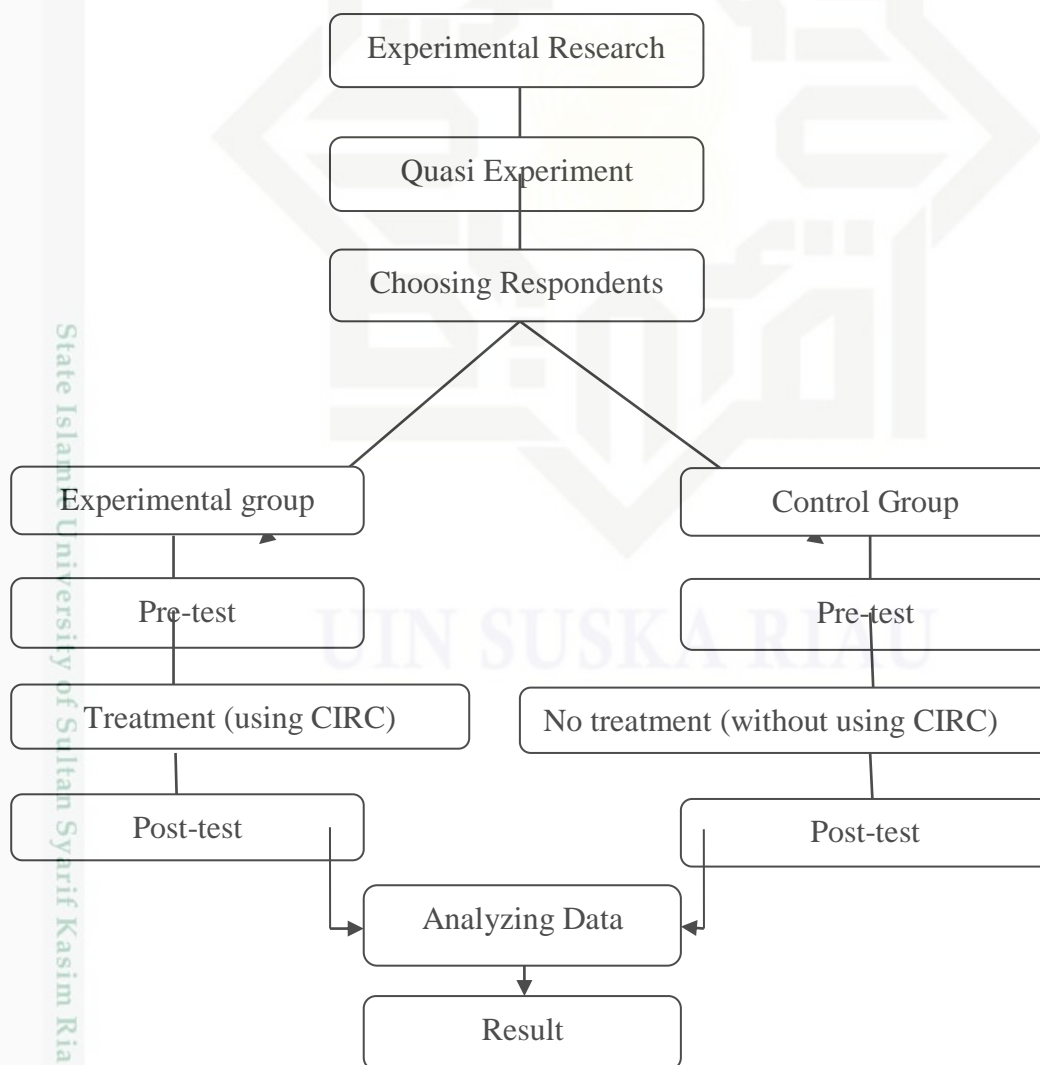 Experimental Research
Quasi Experiment
Choosing Respondents
Experimental group
Control Group
Pre-test
Pre-test
Treatment (using CIRC)
No treatment (without using CIRC)
Post-test
Post-test
Analyzing Data
Result
UIN SUSKA RIAU
State Islamic University of Sultan Syarif Kasim Ria